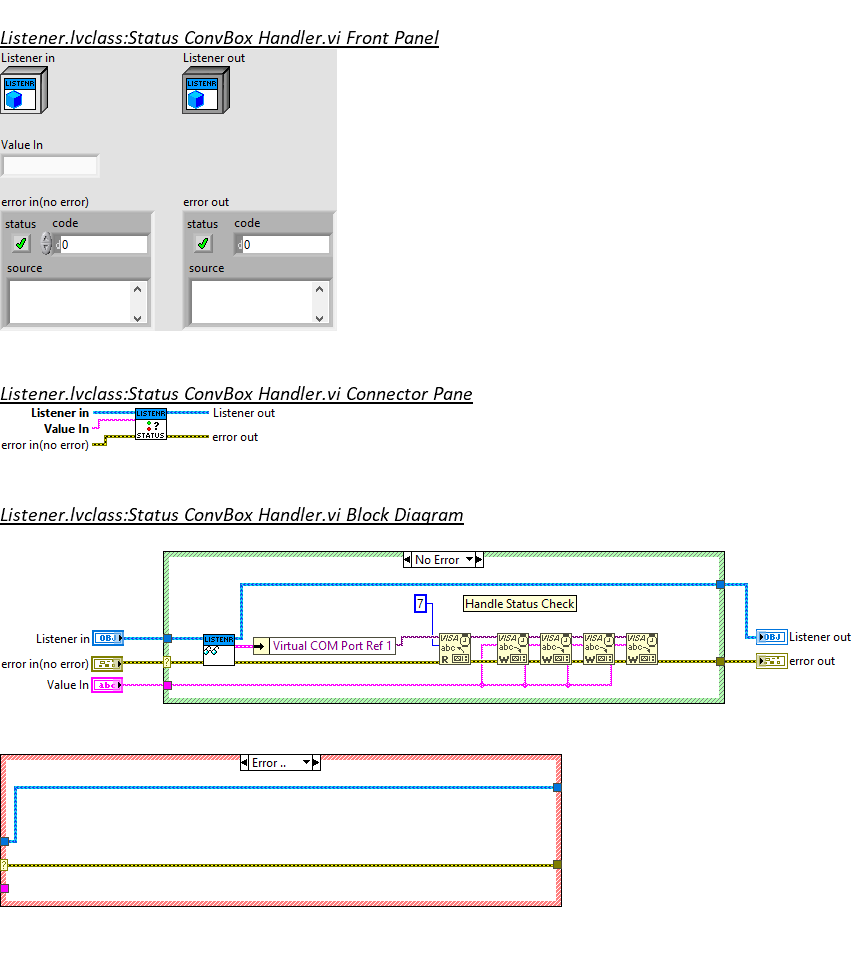 Listener.lvclass:Status ConvBox Handler.vi Front Panel
Listener in
Listener out
LISTENR
LISTENR
Value In
error in(no error)
error out
status
code
status
code
d 0
d 0
source
source
Listener.lvclass:Status ConvBox Handler.vi Connector Pane
Listener in
LISTENR
Listener out
Value In
?
error in(no error)
STATUS
error out
Listener.lvclass:Status ConvBox Handler.vi Block Diagram
No Error
7
Handle Status Check
Listener in
OBJ
LISTENR
Virtual COM Port Ref 1
VISA
abc
R
VISA
abc
W
VISA
abc
W
VISA
abc
W
VISA
abc
W
OBJ
Listener out
error in(no error)
?
error out
Value In
abc
Error ..
?